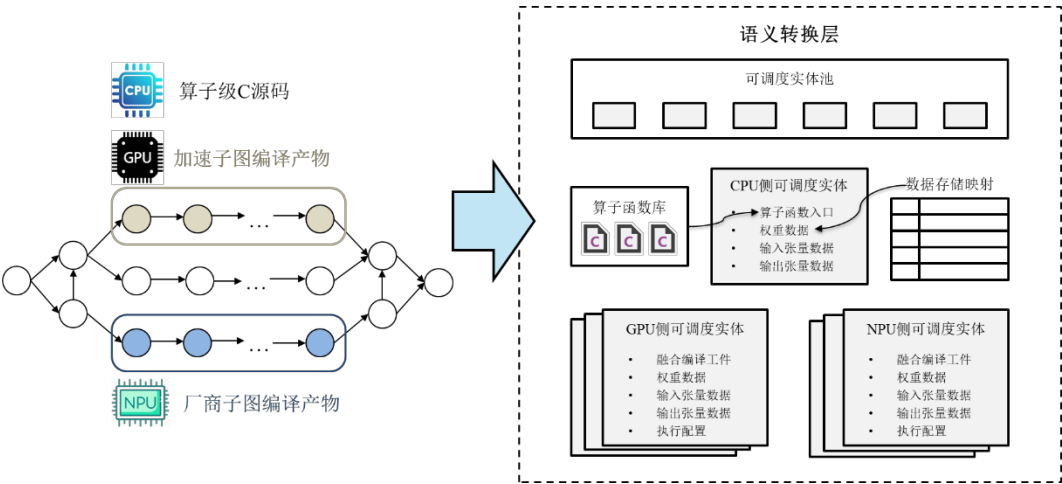 CPU
算子级C源码
GPU
加速子图编译产物
...
...
...
NPU
厂商子图编译产物
语义转换层
可调度实体池
算子函数库
C C C
CPU侧可调度实体
• 算子函数入口
• 权重数据
• 输入张量数据
• 输出张量数据
数据存储映射
GPU侧可调度实体
• 融合编译工件
• 权重数据
• 输入张量数据
• 输出张量数据
• 执行配置
NPU侧可调度实体
• 融合编译工件
• 权重数据
• 输入张量数据
• 输出张量数据
• 执行配置